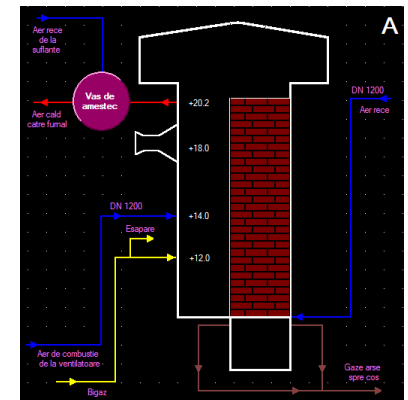 Aer rece
de la
suflante
A
Vas de
amestec
+20.2
DN 1200
Aer rece
Aer cald
catre furnal
+18.0
DN 1200
+14.0
Esapare
+12.0
Aer de combustie
de la ventilatoare
Bigaz
Gaze arse
spre cos